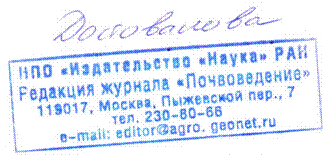 Достовалова
НПО «Издательство «Наука» РАН
Редакция журнала «Почвоведение»
119017, Москва, Пыжевский пер., 7
тел. 230-80-66
e-mail: editor@agro.geonet.ru